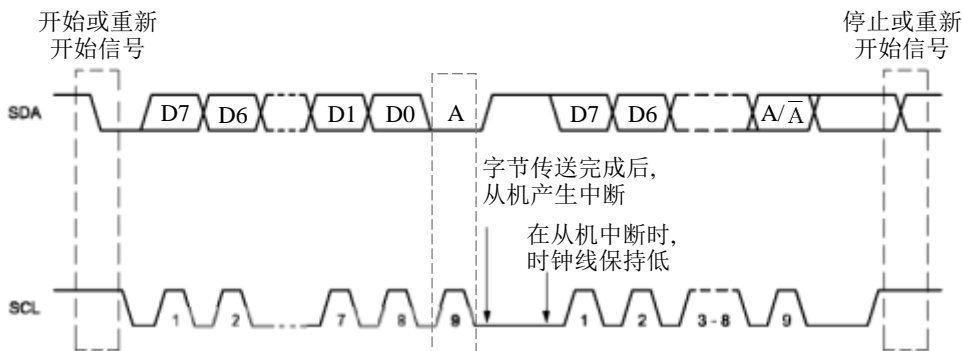 开始或重新
开始信号
停止或重新
开始信号
SDA
D7 D6 D1 D0 A D7 D6 A/A̅
字节传送完成后,
从机产生中断
在从机中断时,
时钟线保持低
SCL
1 2 7 8 9 1 2 3-8 9